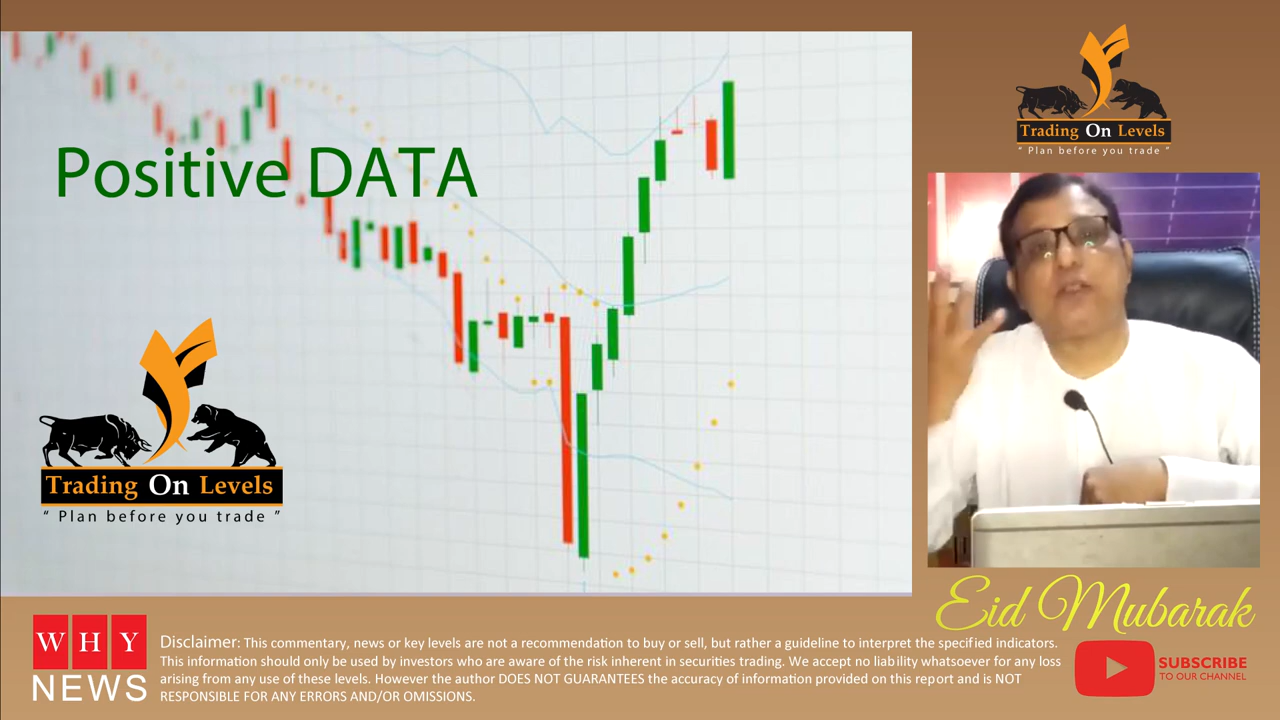 Positive DATA
Trading On Levels
“ Plan before you trade ”
Trading On Levels
“ Plan before you trade ”
Eid Mubarak
W H Y
NEWS
Disclaimer: This commentary, news or key levels are not a recommendation to buy or sell, but rather a guideline to interpret the specified indicators.
This information should only be used by investors who are aware of the risk inherent in securities trading. We accept no liability whatsoever for any loss
arising from any use of these levels. However the author DOES NOT GUARANTEES the accuracy of information provided on this report and is NOT
RESPONSIBLE FOR ANY ERRORS AND/OR OMISSIONS.
SUBSCRIBE
TO OUR CHANNEL